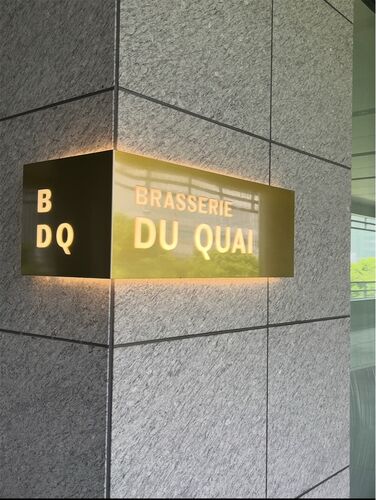 B
DQ
BRASSERIE
DU QUAI